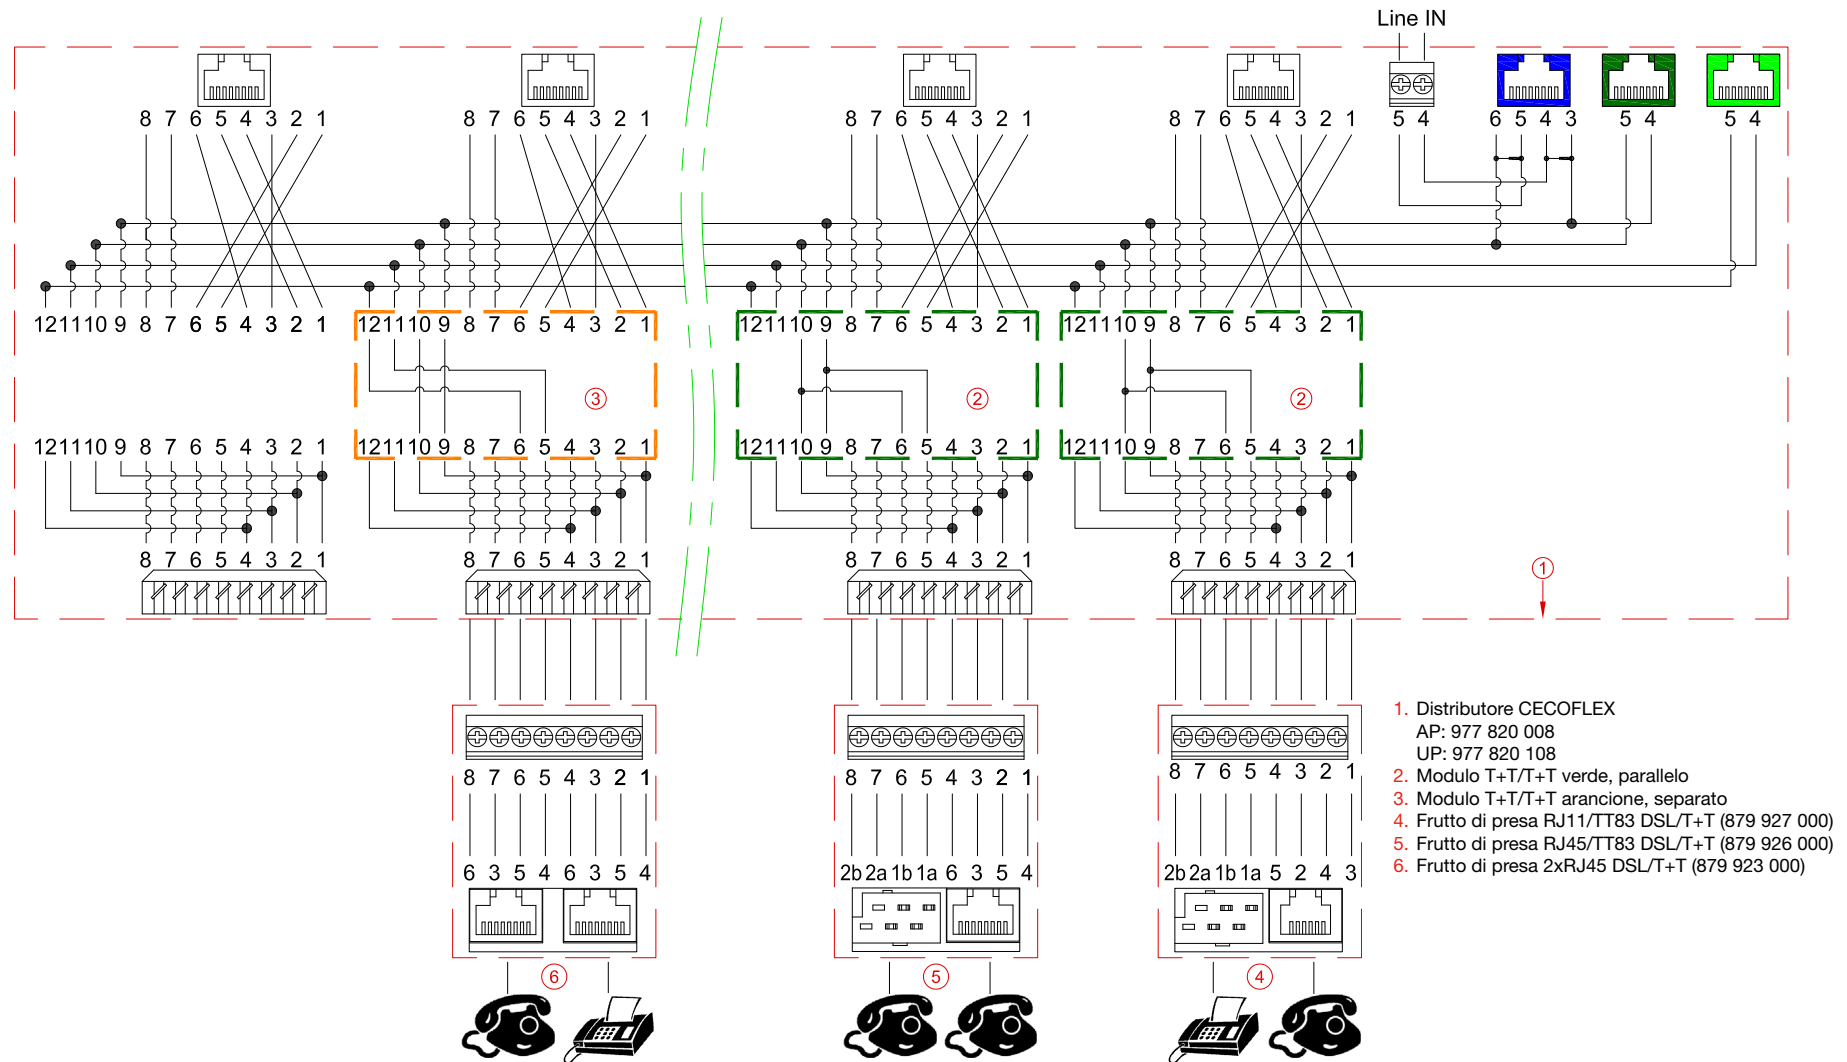 Line IN
8 7 6 5 4 3 2 1 8 7 6 5 4 3 2 1 8 7 6 5 4 3 2 1 8 7 6 5 4 3 2 1 5 4 6 5 4 3 5 4 5 4
12 11 10 9 8 7 6 5 4 3 2 1 12 11 10 9 8 7 6 5 4 3 2 1 12 11 10 9 8 7 6 5 4 3 2 1 12 11 10 9 8 7 6 5 4 3 2 1
3 2 2
12 11 10 9 8 7 6 5 4 3 2 1 12 11 10 9 8 7 6 5 4 3 2 1 12 11 10 9 8 7 6 5 4 3 2 1 12 11 10 9 8 7 6 5 4 3 2 1
8 7 6 5 4 3 2 1 8 7 6 5 4 3 2 1 8 7 6 5 4 3 2 1 8 7 6 5 4 3 2 1
1
8 7 6 5 4 3 2 1 8 7 6 5 4 3 2 1 8 7 6 5 4 3 2 1
6 3 5 4 6 3 5 4 2b 2a 1b 1a 6 3 5 4 2b 2a 1b 1a 5 2 4 3
6 5 4
1. Distributore CECOFLEX
AP: 977 820 008
UP: 977 820 108
2. Modulo T+T/T+T verde, parallelo
3. Modulo T+T/T+T arancione, separato
4. Frutto di presa RJ11/TT83 DSL/T+T (879 927 000)
5. Frutto di presa RJ45/TT83 DSL/T+T (879 926 000)
6. Frutto di presa 2xRJ45 DSL/T+T (879 923 000)